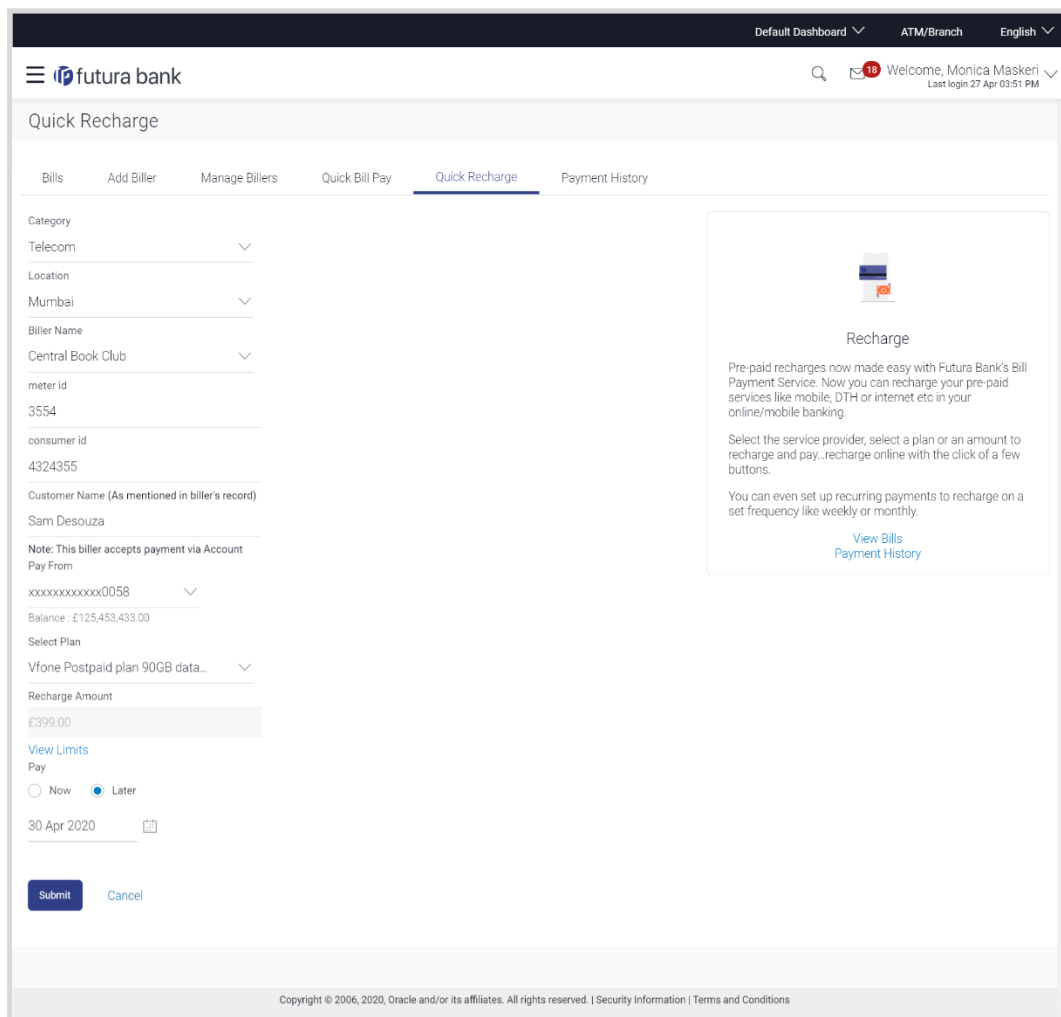 Default Dashboard ATM/Branch English
futura bank
18 Welcome, Monica Maskeri
Last login 27 Apr 03:51 PM
Quick Recharge
Bills Add Biller Manage Billers Quick Bill Pay Quick Recharge Payment History
Category
Telecom
Location
Mumbai
Biller Name
Central Book Club
meter id
3554
consumer id
4324355
Customer Name (As mentioned in biller's record)
Sam Desouza
Note: This biller accepts payment via Account
Pay From
xxxxxxxxxxxx0058
Balance : £125,453,433.00
Select Plan
Vfone Postpaid plan 90GB data...
Recharge Amount
£399.00
View Limits
Pay
Now Later
30 Apr 2020
Submit Cancel
Recharge
Pre-paid recharges now made easy with Futura Bank's Bill
Payment Service. Now you can recharge your pre-paid
services like mobile, DTH or internet etc in your
online/mobile banking.
Select the service provider, select a plan or an amount to
recharge and pay...recharge online with the click of a few
buttons.
You can even set up recurring payments to recharge on a
set frequency like weekly or monthly.
View Bills
Payment History
Copyright © 2006, 2020, Oracle and/or its affiliates. All rights reserved. | Security Information | Terms and Conditions